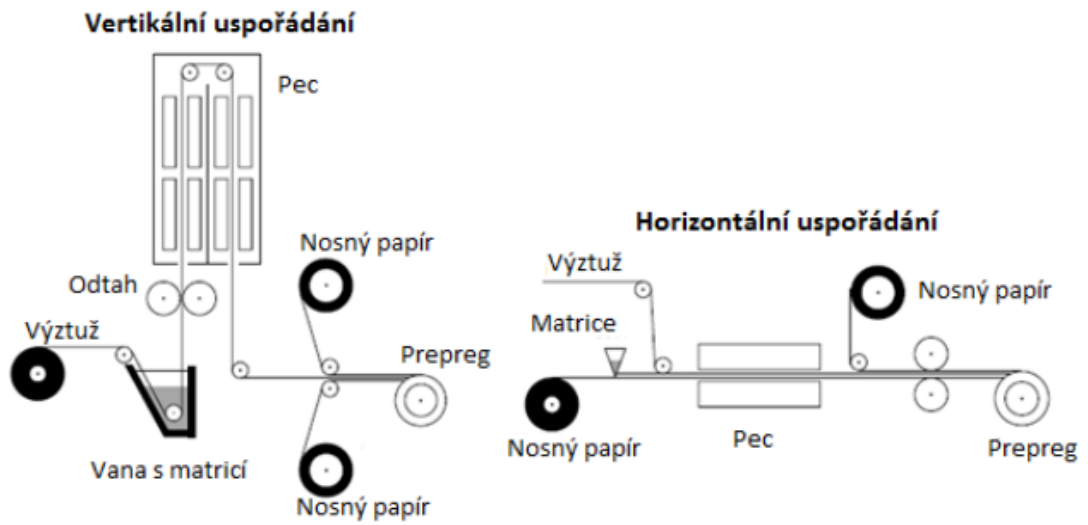 Vertikální uspořádání
Pec
Nosný papír
Odtah
Výztuž
Prepreg
Vana s matricí
Nosný papír
Horizontální uspořádání
Výztuž
Nosný papír
Matrice
Nosný papír
Pec
Prepreg